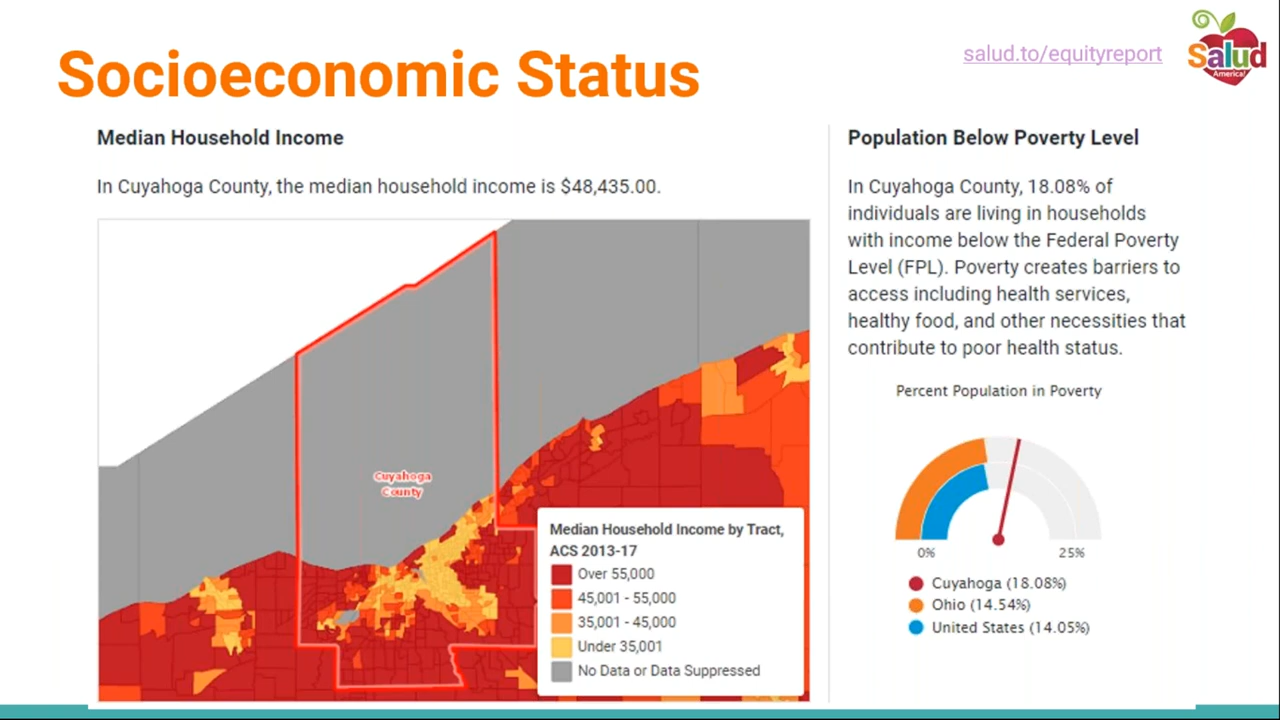 Socioeconomic Status
salud.to/equityreport
Salud
America!
Median Household Income
In Cuyahoga County, the median household income is $48,435.00.
Cuyahoga
County
Median Household Income by Tract,
ACS 2013-17
Over 55,000
45,001 - 55,000
35,001 - 45,000
Under 35,001
No Data or Data Suppressed
Population Below Poverty Level
In Cuyahoga County, 18.08% of
individuals are living in households
with income below the Federal Poverty
Level (FPL). Poverty creates barriers to
access including health services,
healthy food, and other necessities that
contribute to poor health status.
Percent Population in Poverty
0%
25%
Cuyahoga (18.08%)
Ohio (14.54%)
United States (14.05%)